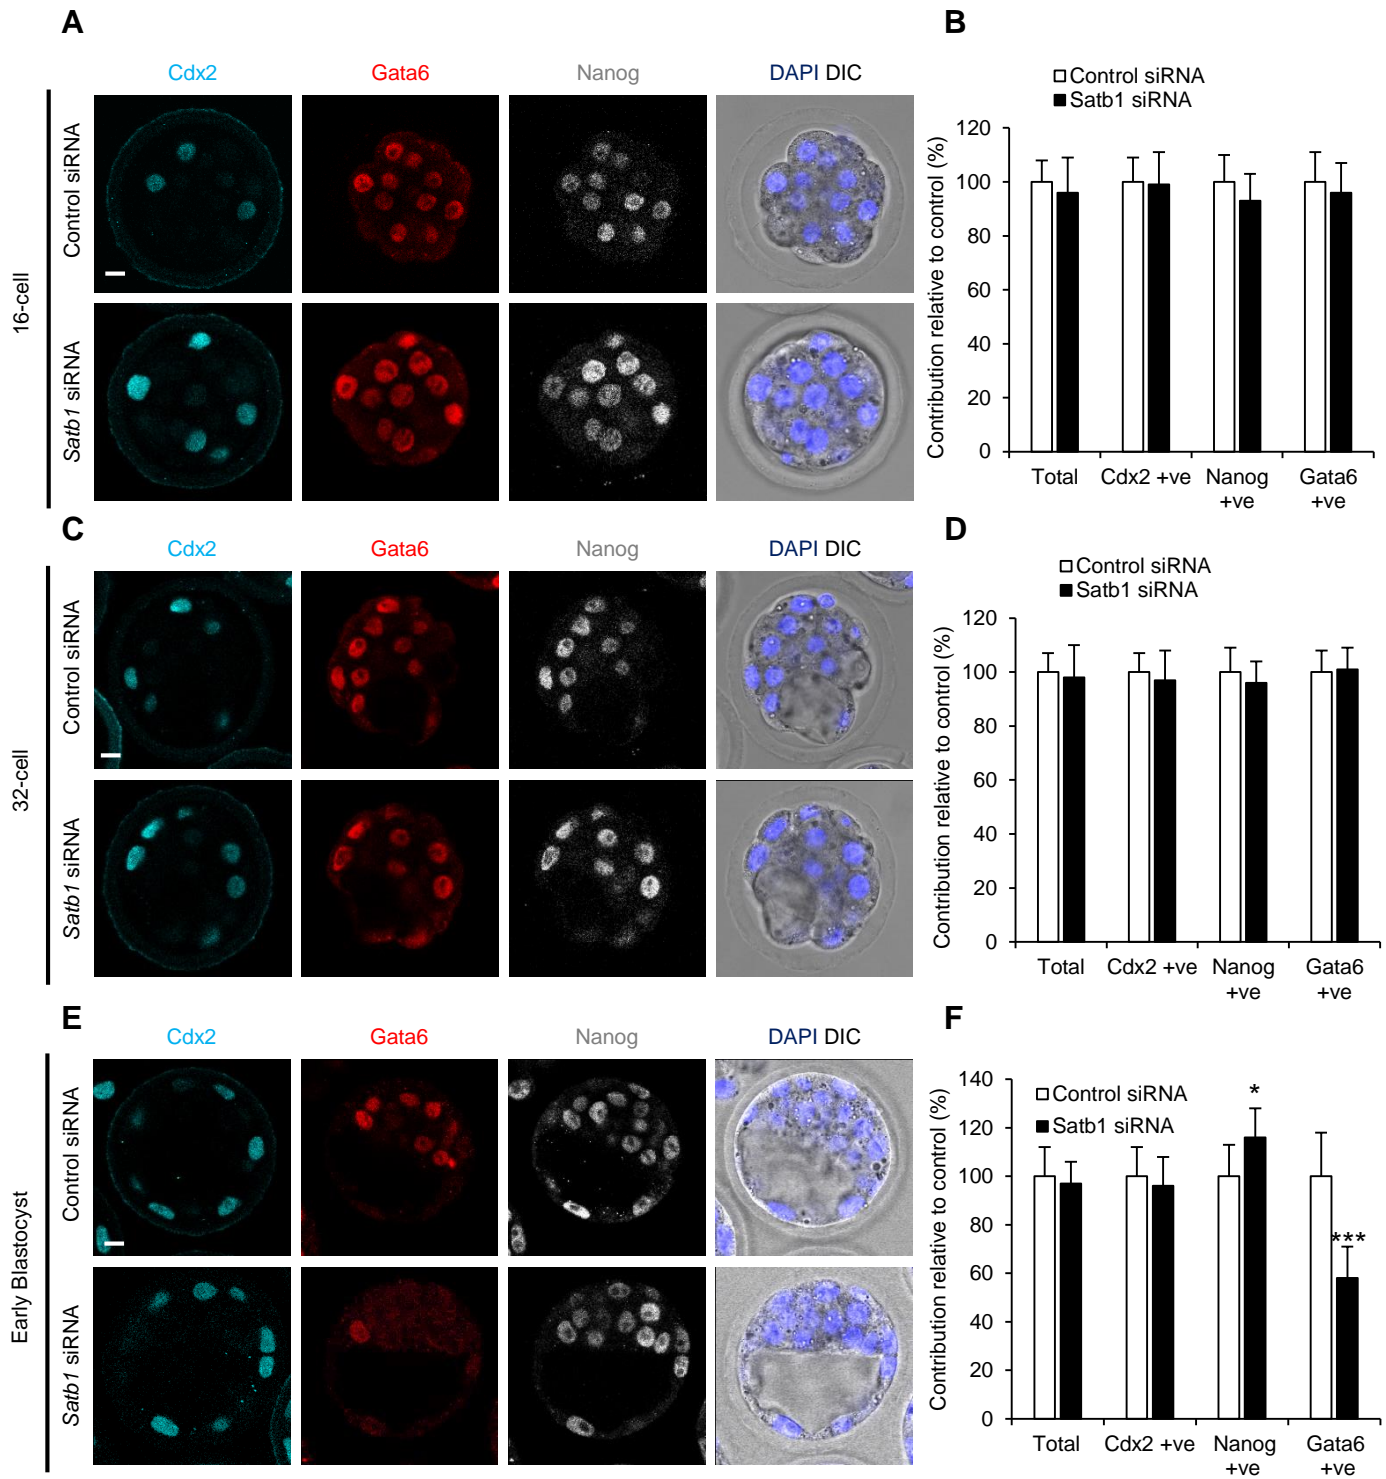 A
B
Cdx2
Gata6
Nanog
DAPI DIC
16-cell
Control siRNA
Satb1 siRNA
Control siRNA
Satb1 siRNA
Contribution relative to control (%)
120
100
80
60
40
20
0
Total
Cdx2 +ve
Nanog +ve
Gata6 +ve
C
D
Cdx2
Gata6
Nanog
DAPI DIC
32-cell
Control siRNA
Satb1 siRNA
Control siRNA
Satb1 siRNA
Contribution relative to control (%)
120
100
80
60
40
20
0
Total
Cdx2 +ve
Nanog +ve
Gata6 +ve
E
F
Cdx2
Gata6
Nanog
DAPI DIC
Early Blastocyst
Control siRNA
Satb1 siRNA
Control siRNA
Satb1 siRNA
Contribution relative to control (%)
140
120
100
80
60
40
20
0
*
***
Total
Cdx2 +ve
Nanog +ve
Gata6 +ve